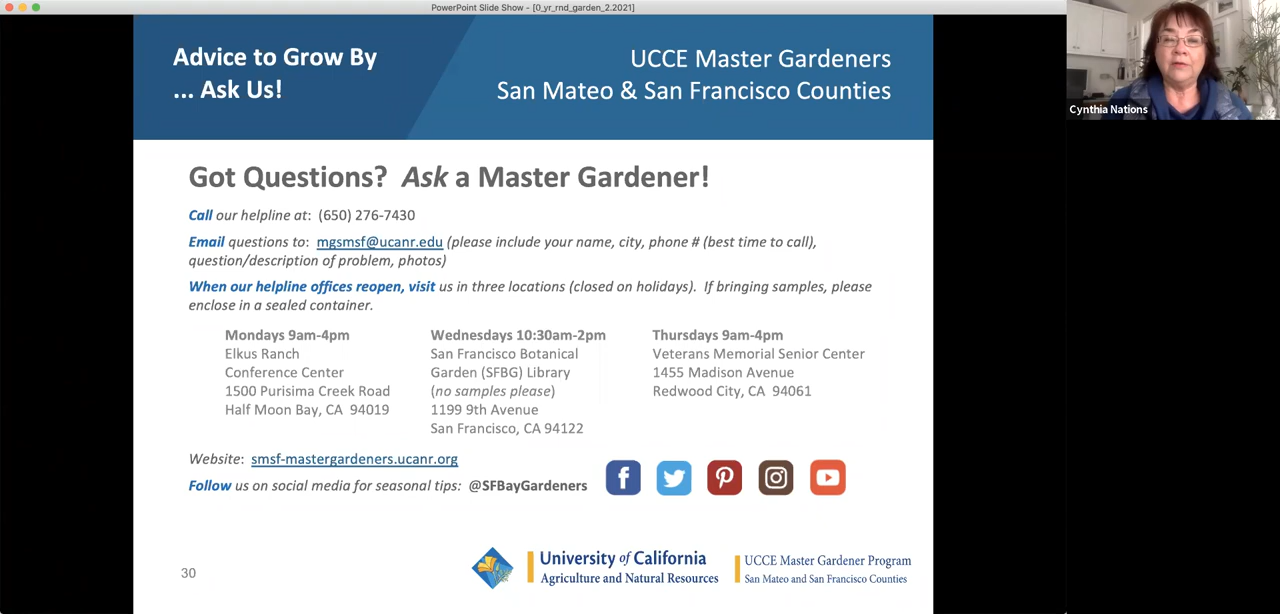 PowerPoint Slide Show - [0_yr_rnd_garden_2.2021]
Advice to Grow By
... Ask Us!
UCCE Master Gardeners
San Mateo & San Francisco Counties
Cynthia Nations
Got Questions? Ask a Master Gardener!
Call our helpline at: (650) 276-7430
Email questions to: mgsmsf@ucanr.edu (please include your name, city, phone # (best time to call),
question/description of problem, photos)
When our helpline offices reopen, visit us in three locations (closed on holidays). If bringing samples, please
enclose in a sealed container.
Mondays 9am-4pm
Elkus Ranch
Conference Center
1500 Purisima Creek Road
Half Moon Bay, CA 94019
Wednesdays 10:30am-2pm
San Francisco Botanical
Garden (SFBG) Library
(no samples please)
1199 9th Avenue
San Francisco, CA 94122
Thursdays 9am-4pm
Veterans Memorial Senior Center
1455 Madison Avenue
Redwood City, CA 94061
Website: smsf-mastergardeners.ucanr.org
Follow us on social media for seasonal tips: @SFBayGardeners
30
University of California
Agriculture and Natural Resources
UCCE Master Gardener Program
San Mateo and San Francisco Counties